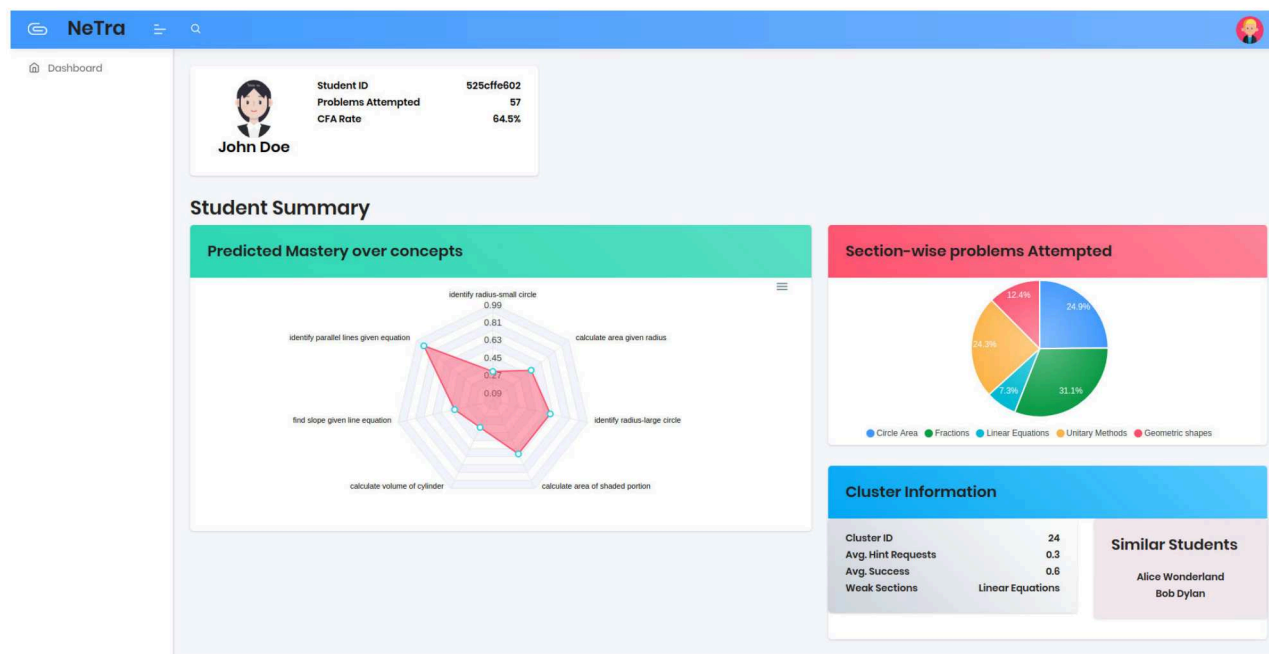 NeTra
Dashboard
Student ID 525cffe602
Problems Attempted 57
CFA Rate 64.5%
John Doe
Student Summary
Predicted Mastery over concepts
identify radius-small circle
0.99
0.81
identify parallel lines given equation 0.63 calculate area given radius
0.45
0.27
0.09
find slope given line equation identify radius-large circle
calculate volume of cylinder calculate area of shaded portion
Section-wise problems Attempted
12.4%
24.9%
24.3%
7.3% 31.1%
Circle Area Fractions Linear Equations Unitary Methods Geometric shapes
Cluster Information
Cluster ID 24
Avg. Hint Requests 0.3
Avg. Success 0.6
Weak Sections Linear Equations
Similar Students
Alice Wonderland
Bob Dylan